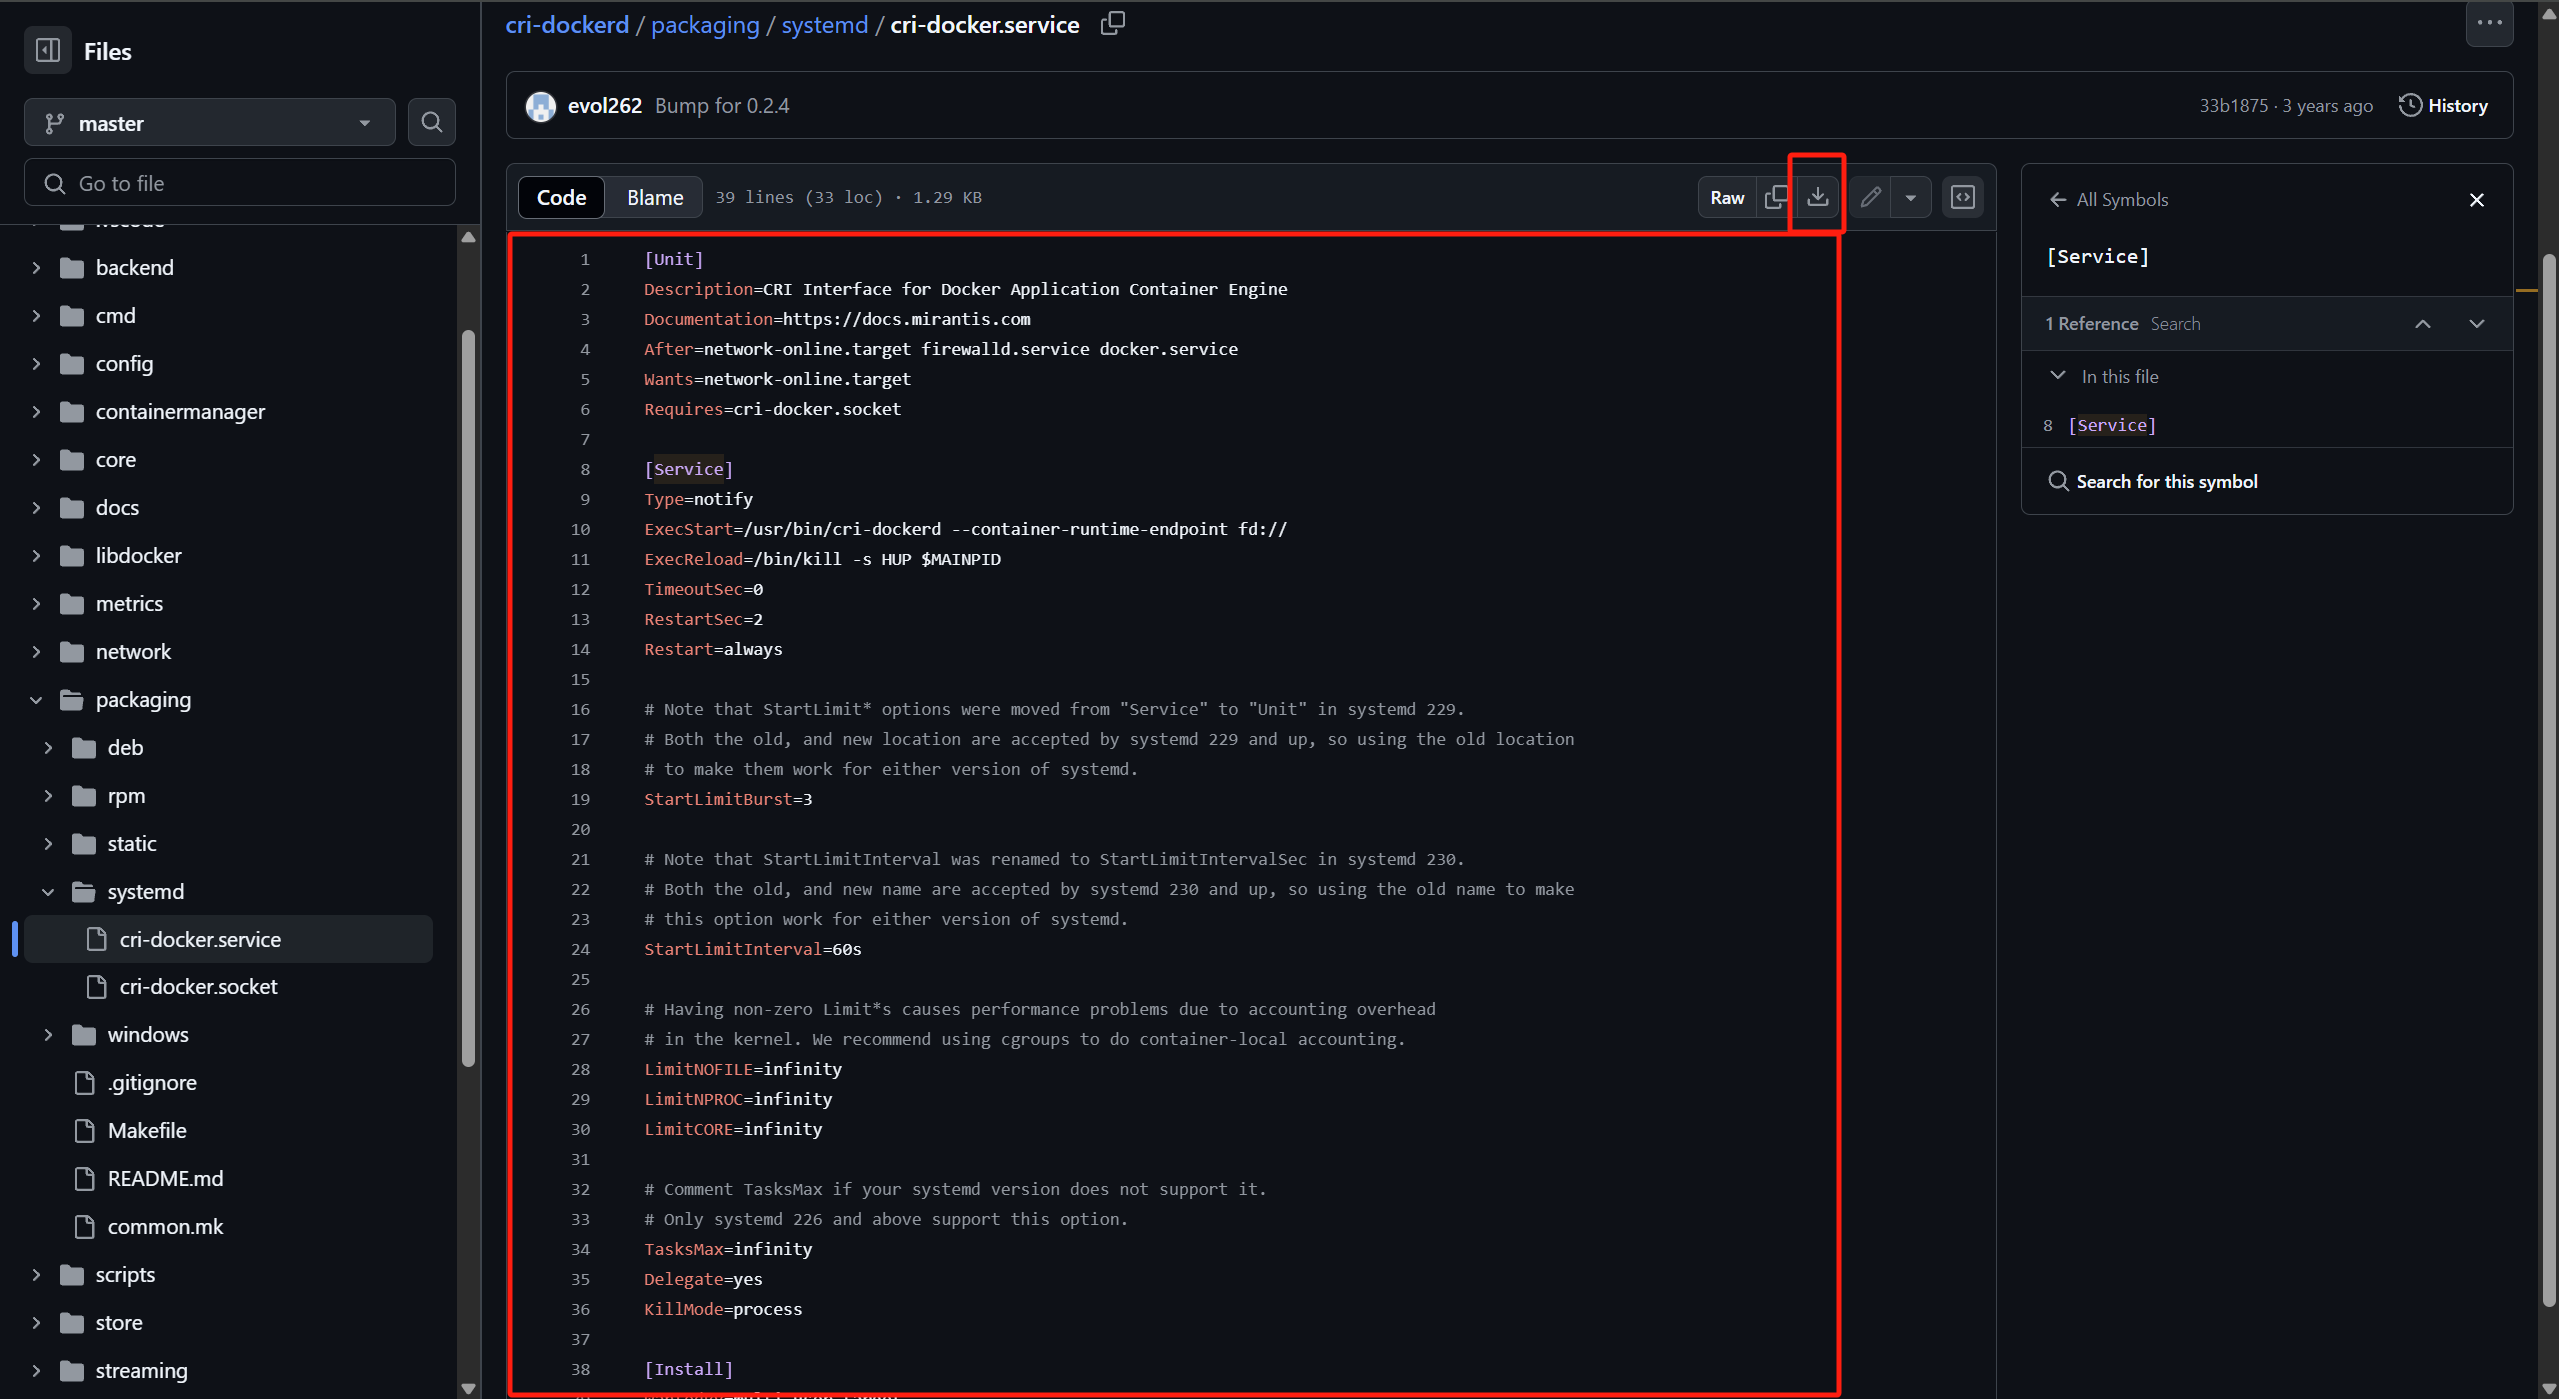 Files
master
Go to file
backend
cmd
config
containermanager
core
docs
libdocker
metrics
network
packaging
deb
rpm
static
systemd
cri-docker.service
cri-docker.socket
windows
.gitignore
Makefile
README.md
common.mk
scripts
store
streaming
cri-dockerd / packaging / systemd / cri-docker.service
evol262 Bump for 0.2.4
33b1875 · 3 years ago History
Code Blame 39 lines (33 loc) · 1.29 KB Raw
1 [Unit]
2 Description=CRI Interface for Docker Application Container Engine
3 Documentation=https://docs.mirantis.com
4 After=network-online.target firewalld.service docker.service
5 Wants=network-online.target
6 Requires=cri-docker.socket
7
8 [Service]
9 Type=notify
10 ExecStart=/usr/bin/cri-dockerd --container-runtime-endpoint fd://
11 ExecReload=/bin/kill -s HUP $MAINPID
12 TimeoutSec=0
13 RestartSec=2
14 Restart=always
15
16 # Note that StartLimit* options were moved from "Service" to "Unit" in systemd 229.
17 # Both the old, and new location are accepted by systemd 229 and up, so using the old location
18 # to make them work for either version of systemd.
19 StartLimitBurst=3
20
21 # Note that StartLimitInterval was renamed to StartLimitIntervalSec in systemd 230.
22 # Both the old, and new name are accepted by systemd 230 and up, so using the old name to make
23 # this option work for either version of systemd.
24 StartLimitInterval=60s
25
26 # Having non-zero Limit*s causes performance problems due to accounting overhead
27 # in the kernel. We recommend using cgroups to do container-local accounting.
28 LimitNOFILE=infinity
29 LimitNPROC=infinity
30 LimitCORE=infinity
31
32 # Comment TasksMax if your systemd version does not support it.
33 # Only systemd 226 and above support this option.
34 TasksMax=infinity
35 Delegate=yes
36 KillMode=process
37
38 [Install]
All Symbols
[Service]
1 Reference Search
In this file
8 [Service]
Search for this symbol